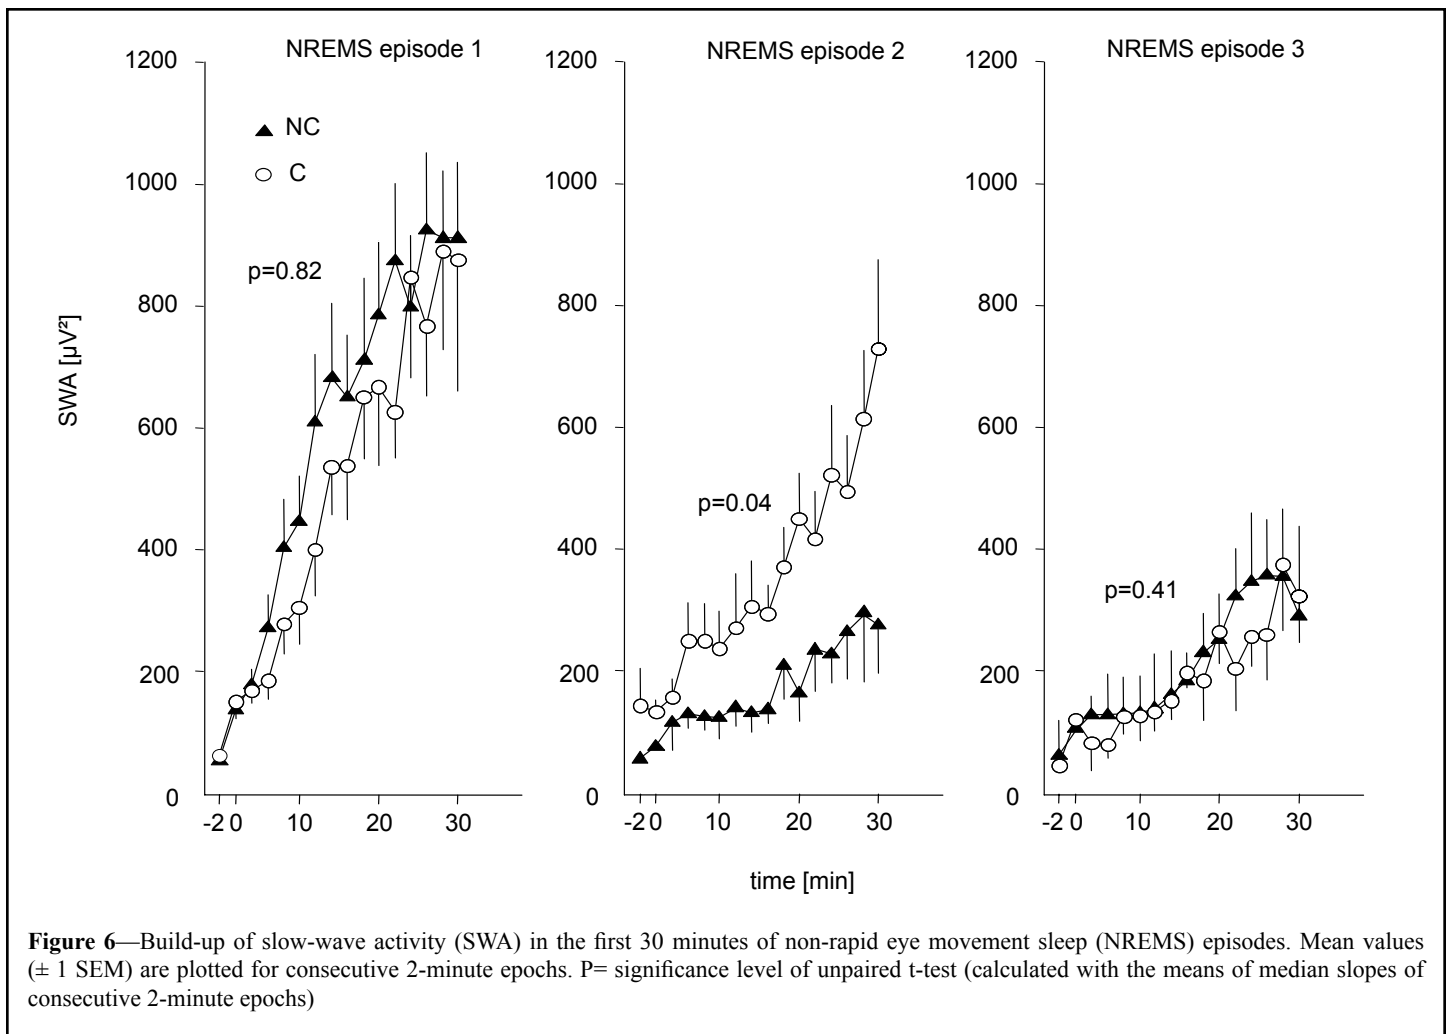 NREMS episode 1
NREMS episode 2
NREMS episode 3
SWA [µV²]
1200
1000
800
600
400
200
0
-2 0 10 20 30
NC
C
p=0.82
1200
1000
800
600
400
200
0
-2 0 10 20 30
p=0.04
1200
1000
800
600
400
200
0
-2 0 10 20 30
p=0.41
time [min]
Figure 6—Build-up of slow-wave activity (SWA) in the first 30 minutes of non-rapid eye movement sleep (NREMS) episodes. Mean values
(± 1 SEM) are plotted for consecutive 2-minute epochs. P= significance level of unpaired t-test (calculated with the means of median slopes of
consecutive 2-minute epochs)